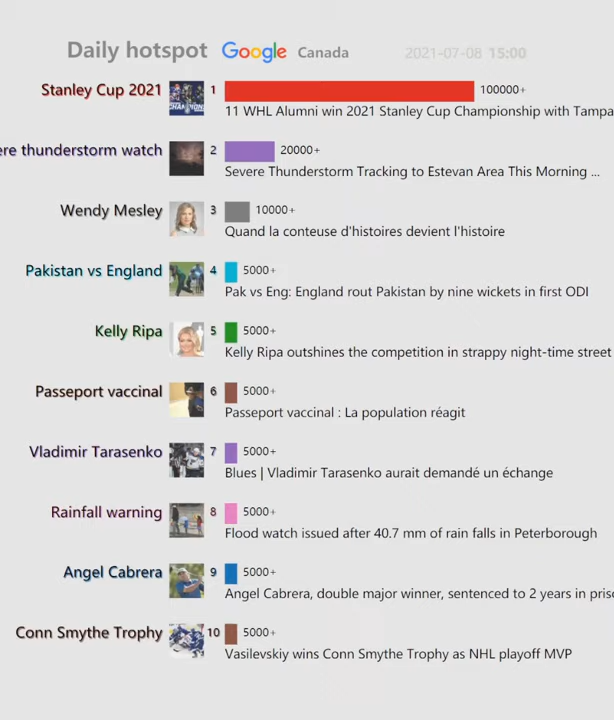 Daily hotspot Google Canada 2021-07-08 15:00
Stanley Cup 2021 1 100000+
11 WHL Alumni win 2021 Stanley Cup Championship with Tampa
thunderstorm watch 2 20000+
Severe Thunderstorm Tracking to Estevan Area This Morning ...
Wendy Mesley 3 10000+
Quand la conteuse d'histoires devient l'histoire
Pakistan vs England 4 5000+
Pak vs Eng: England rout Pakistan by nine wickets in first ODI
Kelly Ripa 5 5000+
Kelly Ripa outshines the competition in strappy night-time street
Passeport vaccinal 6 5000+
Passeport vaccinal : La population réagit
Vladimir Tarasenko 7 5000+
Blues | Vladimir Tarasenko aurait demandé un échange
Rainfall warning 8 5000+
Flood watch issued after 40.7 mm of rain falls in Peterborough
Angel Cabrera 9 5000+
Angel Cabrera, double major winner, sentenced to 2 years in
Conn Smythe Trophy 10 5000+
Vasilevskiy wins Conn Smythe Trophy as NHL playoff MVP